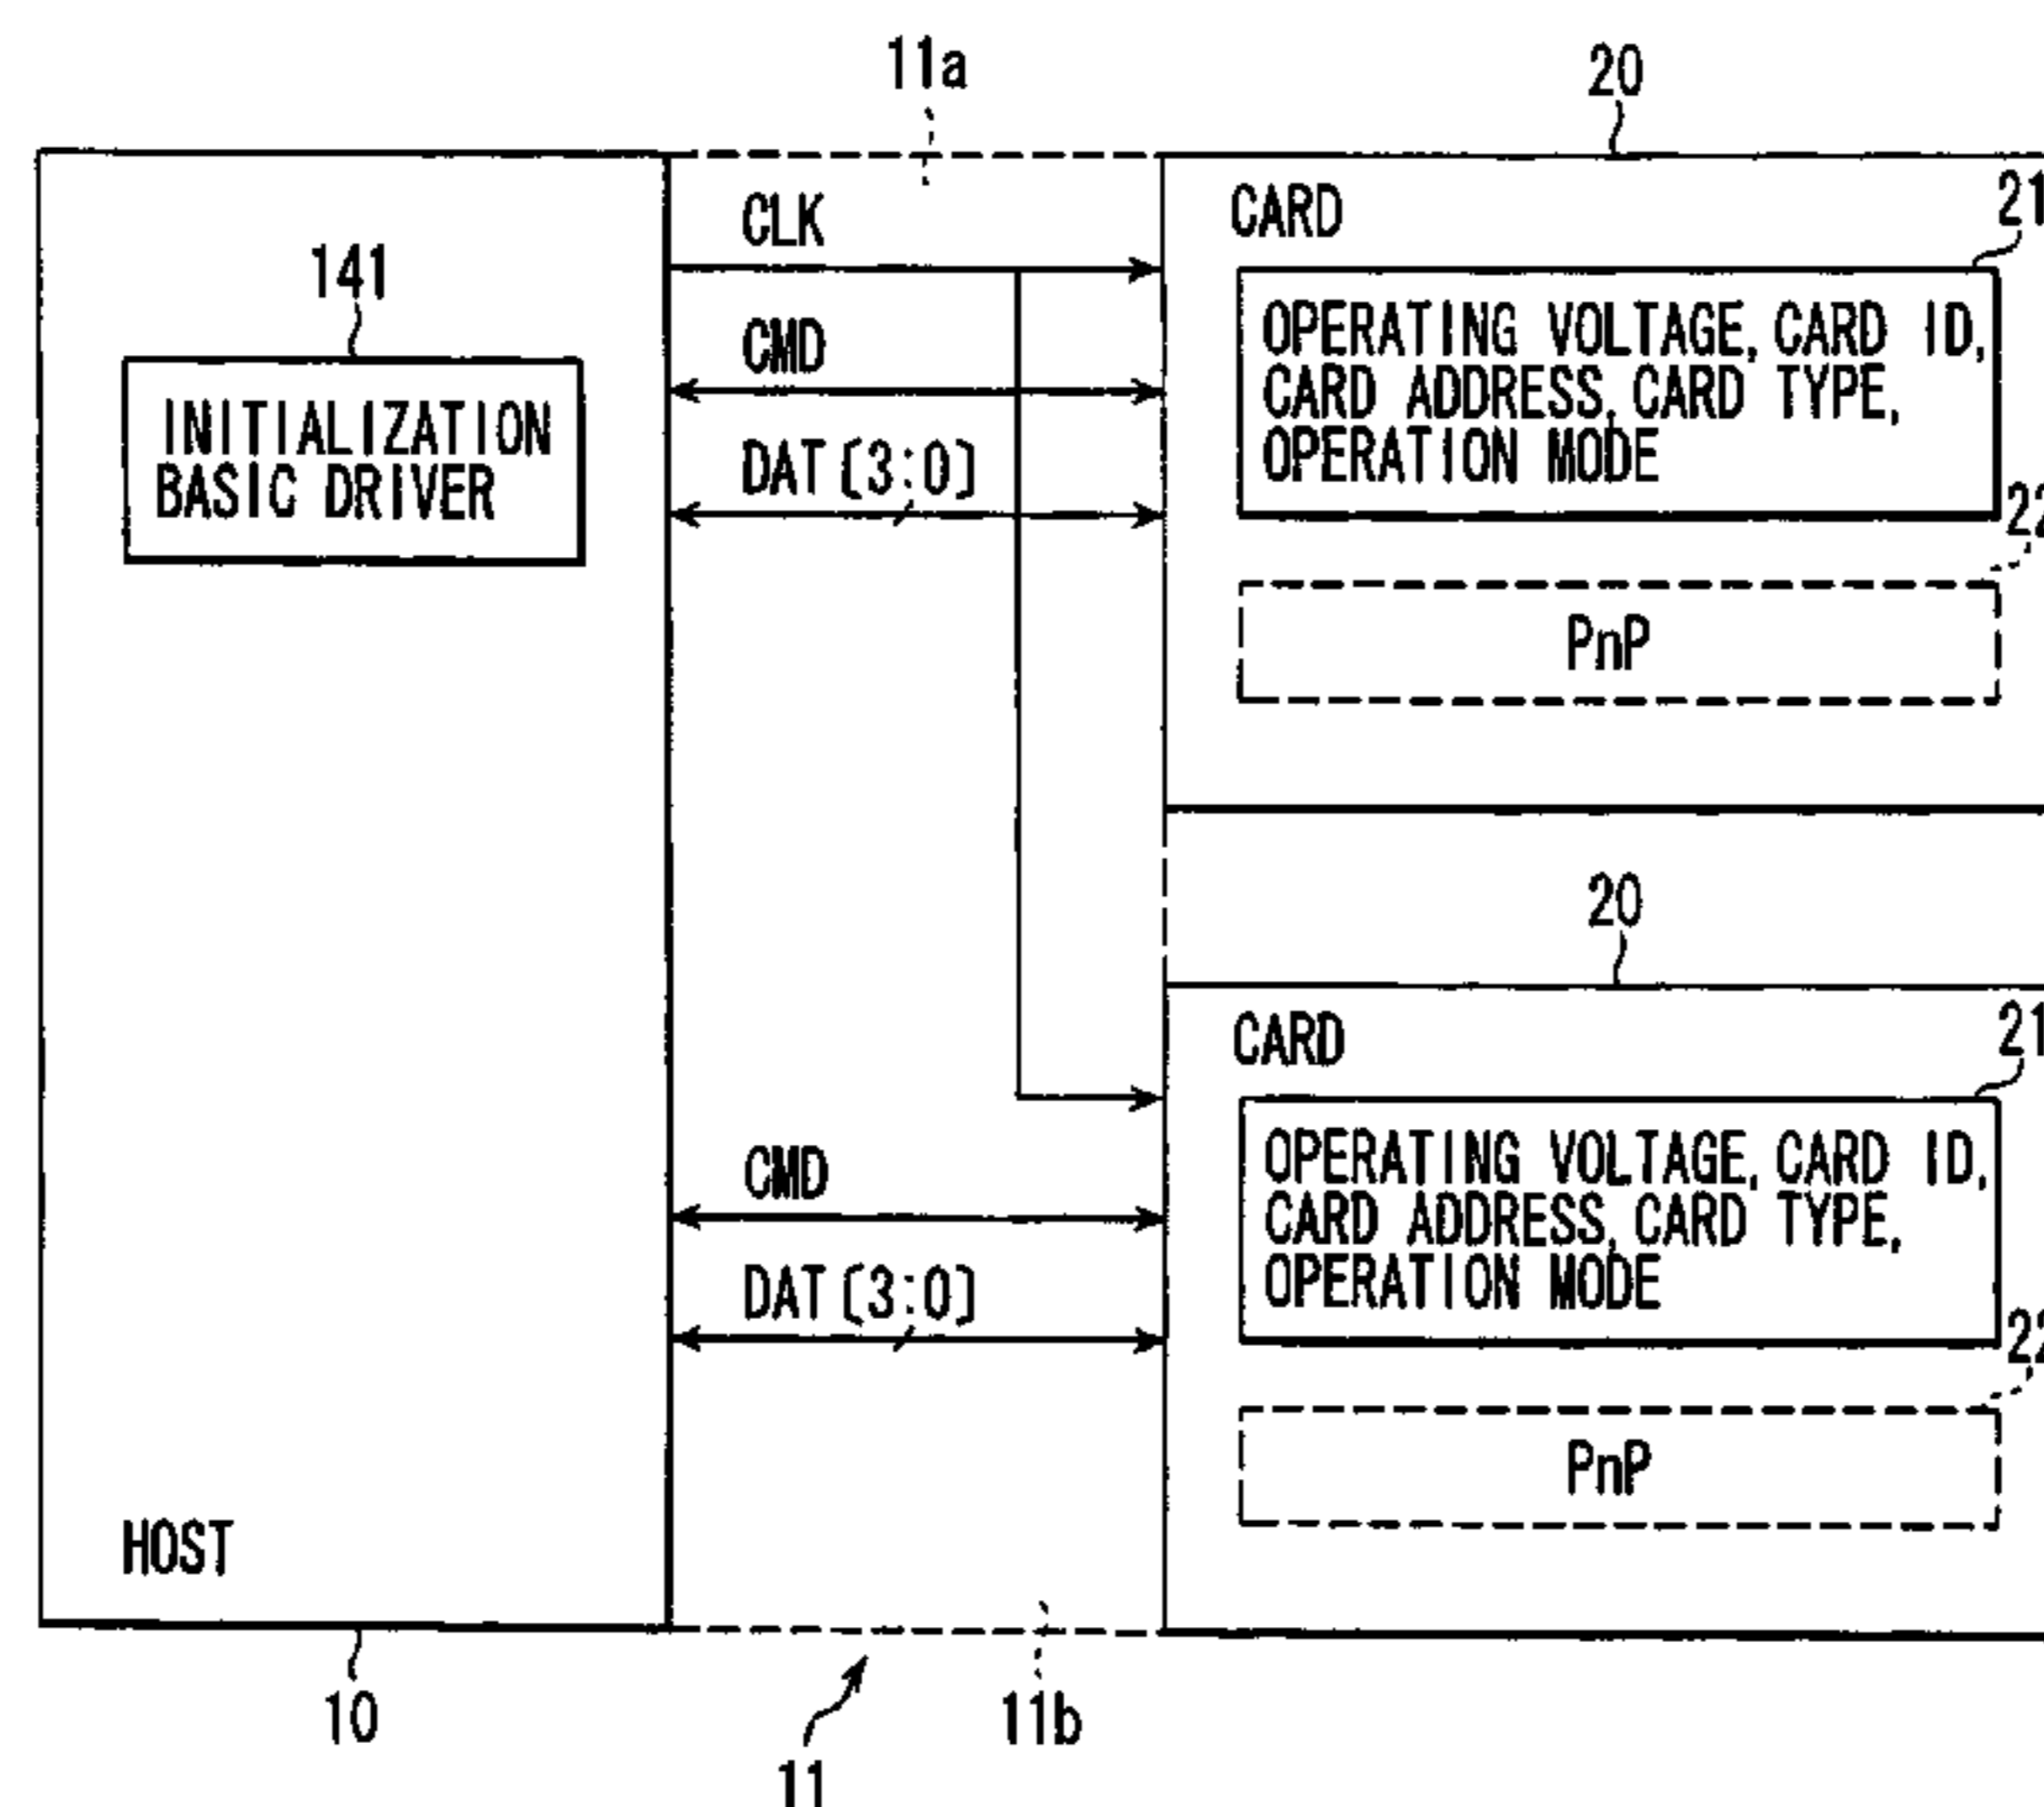 11a
20
CLK
CARD
21
141
CMD
OPERATING VOLTAGE, CARD ID,
CARD ADDRESS, CARD TYPE,
OPERATION MODE
INITIALIZATION
BASIC DRIVER
DAT[3:0]
22
PnP
20
CARD
21
OPERATING VOLTAGE, CARD ID,
CARD ADDRESS, CARD TYPE,
OPERATION MODE
CMD
DAT[3:0]
22
PnP
HOST
10
11b
11